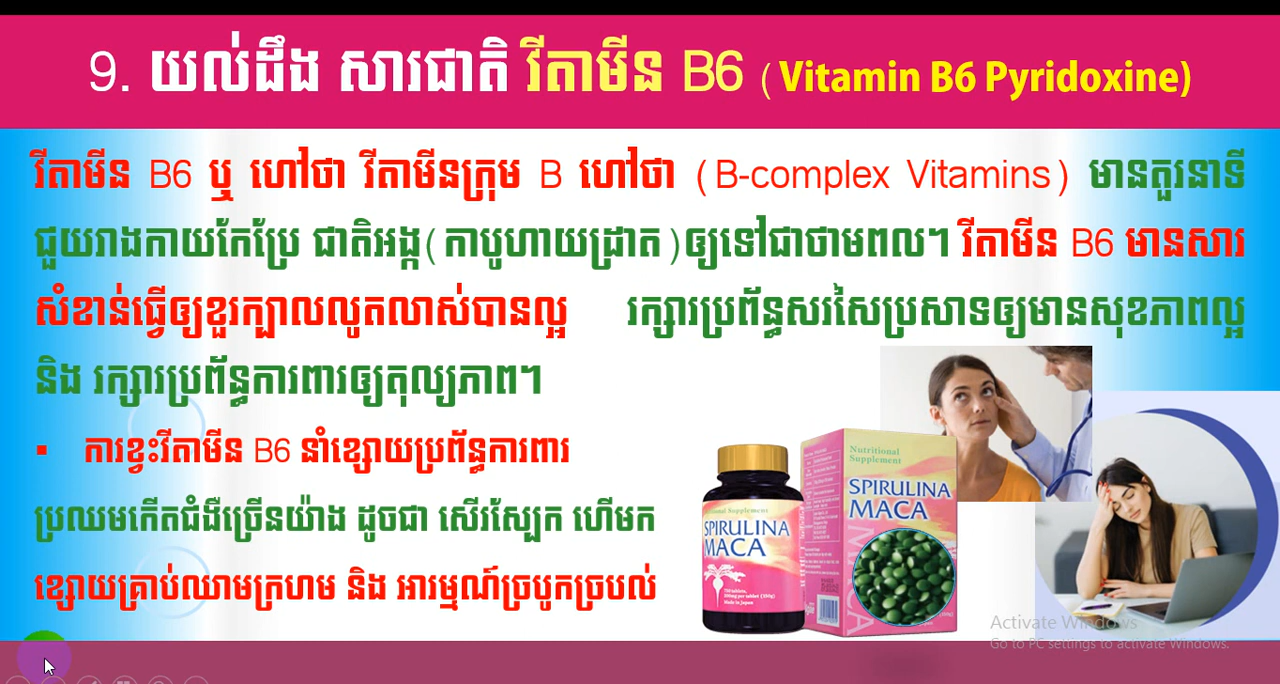 9. យល់ដឹង សារជាតិ វីតាមីន B6 (Vitamin B6 Pyridoxine)
វីតាមីន B6 ឬ ហៅថា វីតាមីនក្រុម B ហៅថា (B-complex Vitamins) មានតួរនាទី
ជួយរាងកាយកែប្រែ ជាតិអង្ក(កាបូហាយដ្រាត)ឲ្យទៅជាថាមពល។ វីតាមីន B6 មានសារ
សំខាន់ធ្វើឲ្យខួរក្បាលលូតលាស់បានល្អ រក្សារប្រព័ន្ធសរសៃប្រសាទឲ្យមានសុខភាពល្អ
និង រក្សារប្រព័ន្ធការពារឲ្យតុល្យភាព។
▪ ការខ្វះវីតាមីន B6 នាំខ្សោយប្រព័ន្ធការពារ
ប្រឈមកើតជំងឺច្រើនយ៉ាង ដូចជា សើរស្បែក ហើមក
ខ្សោយគ្រាប់ឈាមក្រហម និង អារម្មណ៍ច្របូកច្របល់
Nutritional
Supplement
SPIRULINA
MACA
MACA
Nutritional Supplement
SPIRULINA
MACA
Made in Japan
Activate Windows
Go to PC settings to activate Windows.